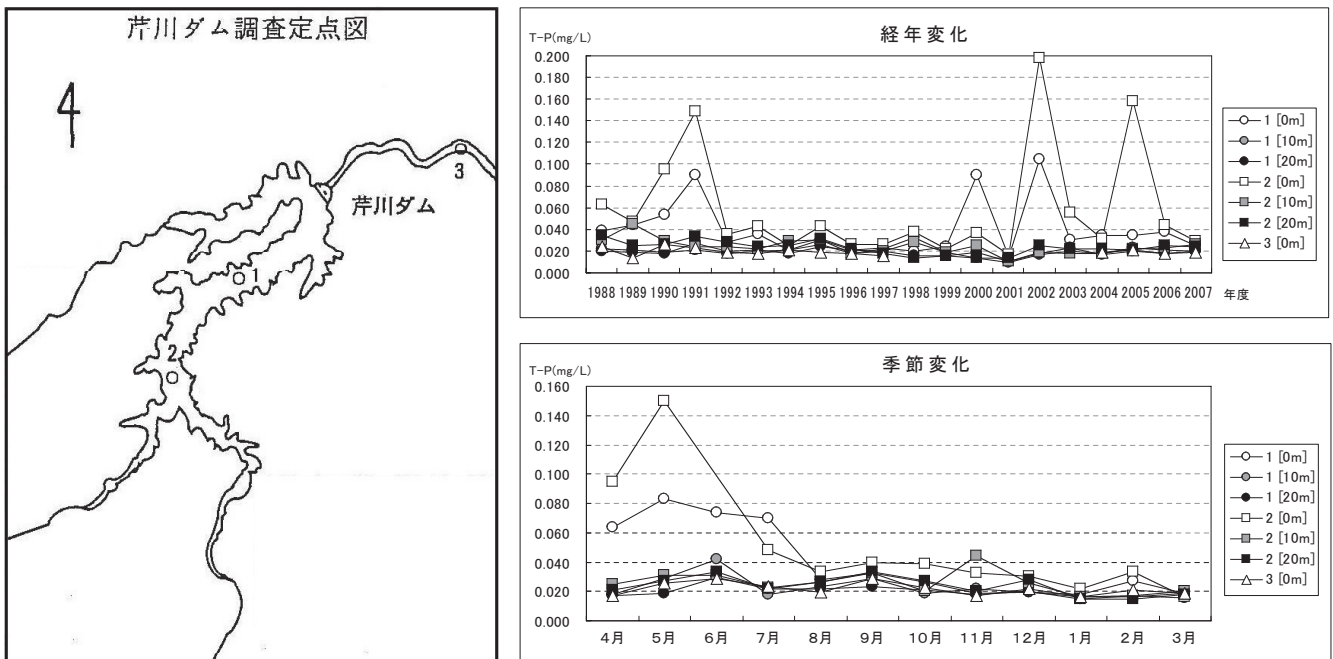 芹川ダム調査定点図
4
3
芹川ダム
1
2
経年変化
T-P(mg/L)
0.200
0.180
0.160
0.140
0.120
0.100
0.080
0.060
0.040
0.020
0.000
1988 1989 1990 1991 1992 1993 1994 1995 1996 1997 1998 1999 2000 2001 2002 2003 2004 2005 2006 2007 年度
1 [0m]
1 [10m]
1 [20m]
2 [0m]
2 [10m]
2 [20m]
3 [0m]
季節変化
T-P(mg/L)
0.160
0.140
0.120
0.100
0.080
0.060
0.040
0.020
0.000
4月 5月 6月 7月 8月 9月 10月 11月 12月 1月 2月 3月
1 [0m]
1 [10m]
1 [20m]
2 [0m]
2 [10m]
2 [20m]
3 [0m]